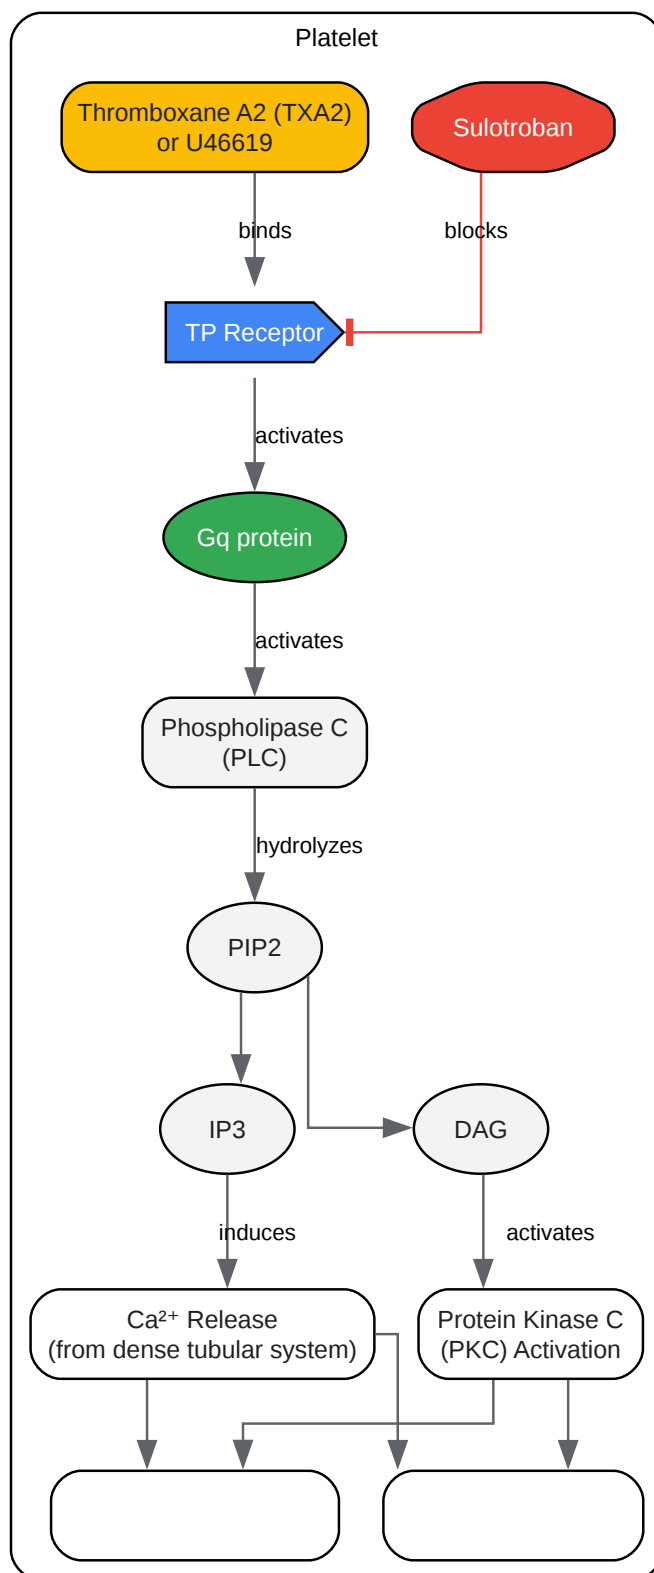 Platelet
Thromboxane A2 (TXA2)
or U46619
Sulotroban
binds
blocks
TP Receptor
activates
Gq protein
activates
Phospholipase C
(PLC)
hydrolyzes
PIP2
IP3
DAG
induces
activates
Ca²⁺ Release
(from dense tubular system)
Protein Kinase C
(PKC) Activation